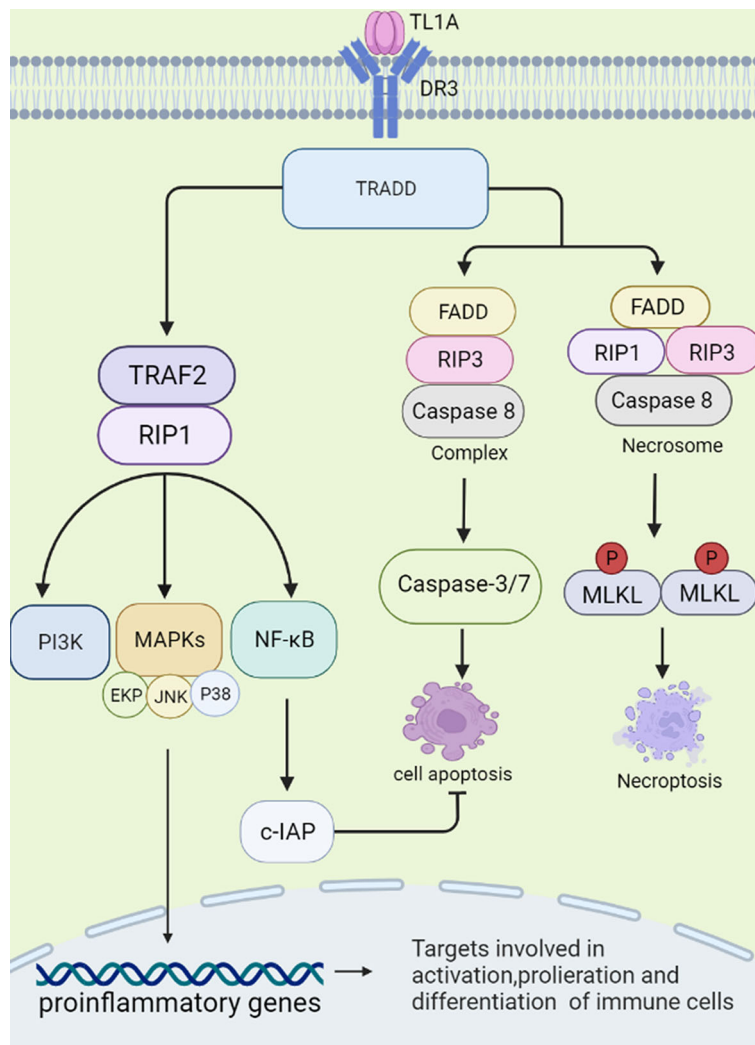 TL1A
DR3
TRADD
FADD
RIP3
Caspase 8
Complex
FADD
RIP1
RIP3
Caspase 8
Necrosome
TRAF2
RIP1
Caspase-3/7
P
P
MLKL
MLKL
PI3K
MAPKs
NF-κB
EKP
JNK
P38
cell apoptosis
Necroptosis
c-IAP
proinflammatory genes
Targets involved in
activation,prolieration and
differentiation of immune cells